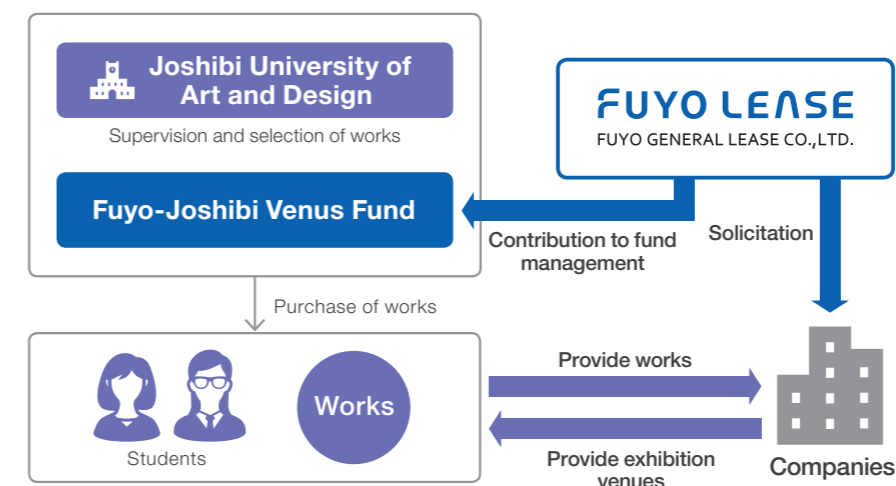 Joshibi University of
Art and Design
Supervision and selection of works
Fuyo-Joshibi Venus Fund
FUYO LEASE
FUYO GENERAL LEASE CO.,LTD.
Contribution to fund
management
Solicitation
Purchase of works
Students
Works
Provide works
Provide exhibition
venues
Companies